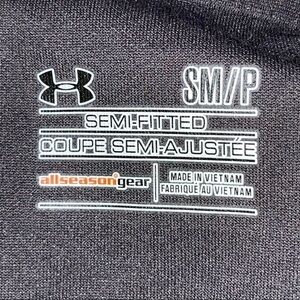 SM/P
SEMI-FITTED
COUPE SEMI-AJUSTÉE
allseasongear
MADE IN VIETNAM
FABRIQUÉ AU VIETNAM